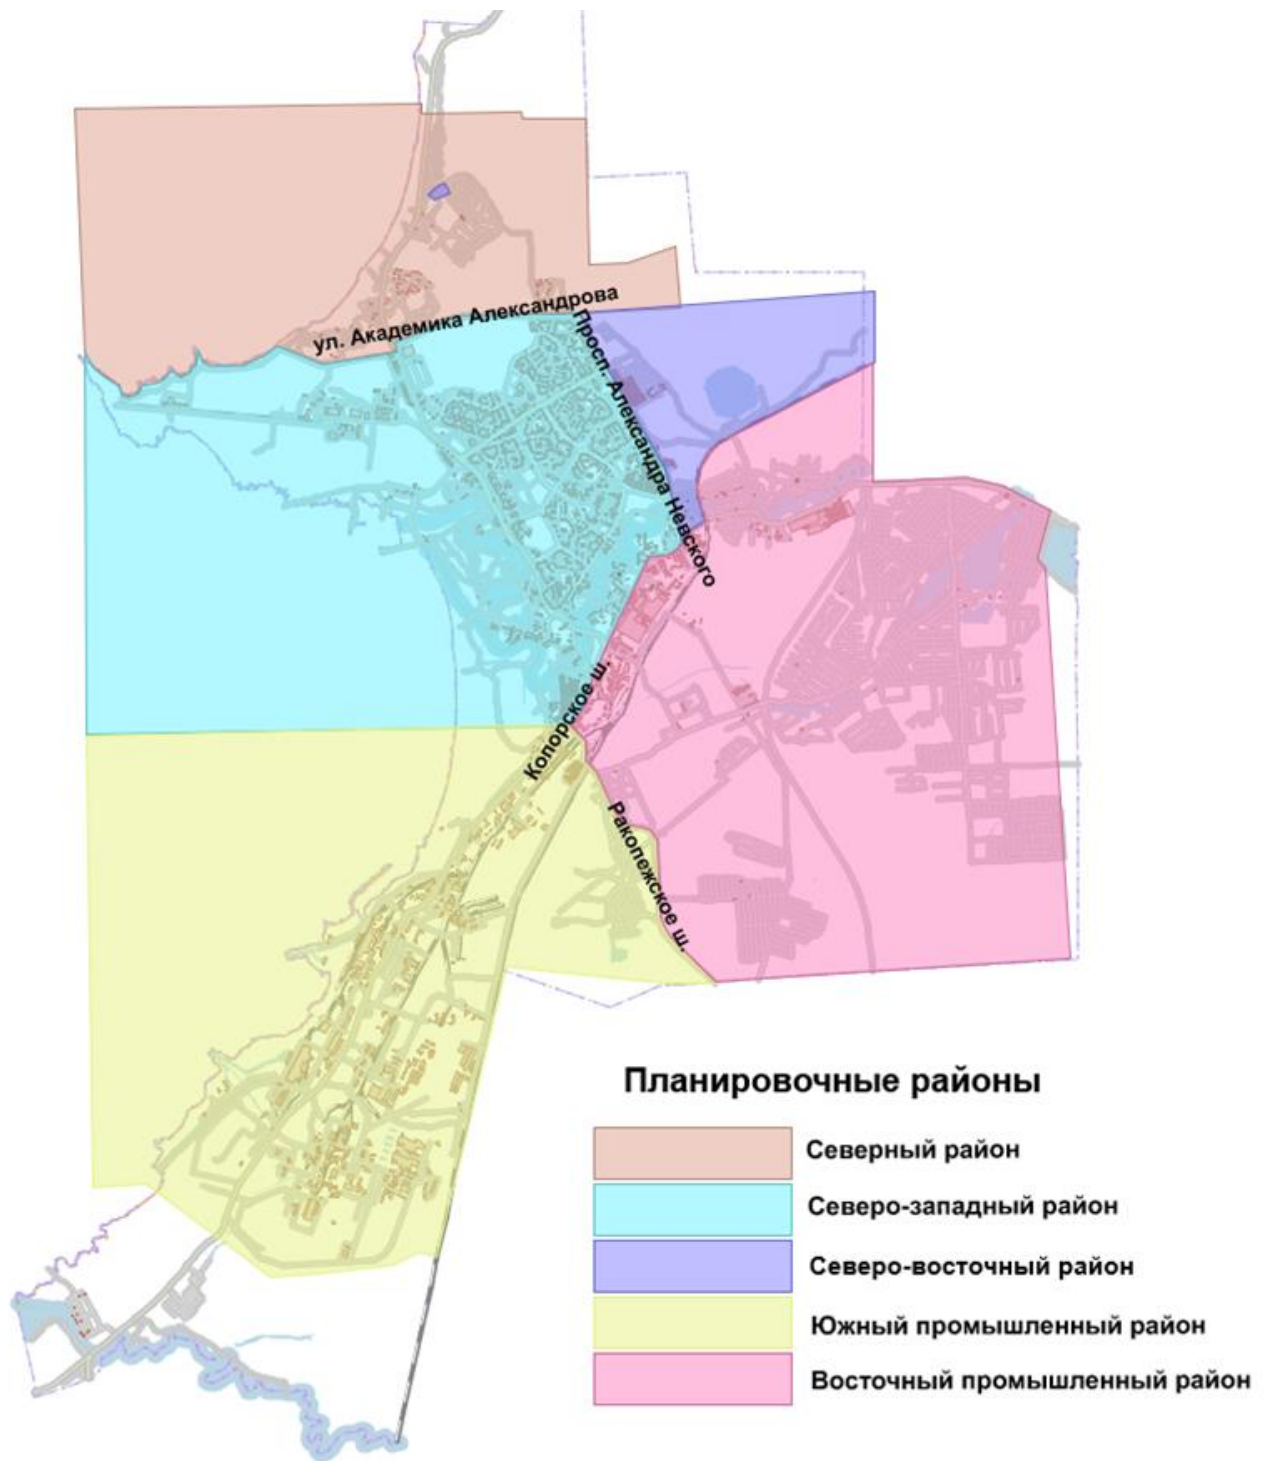 ул. Академика Александрова
Просп. Александра Невского
Копорское ш.
Ракопежское ш.
Планировочные районы
Северный район
Северо-западный район
Северо-восточный район
Южный промышленный район
Восточный промышленный район